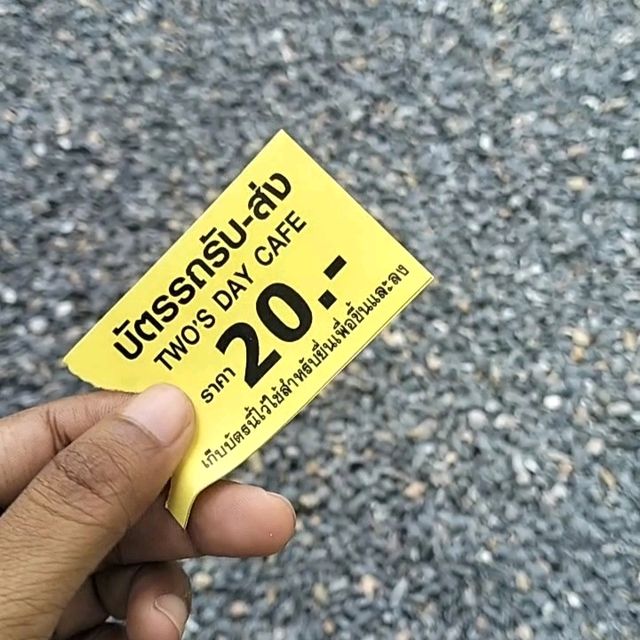 บัตรรถรับ-ส่ง
TWO'S DAY CAFE
ราคา 20.-
เก็บบัตรนี้ไว้ใช้สำหรับยื่นเพื่อขึ้นและลง